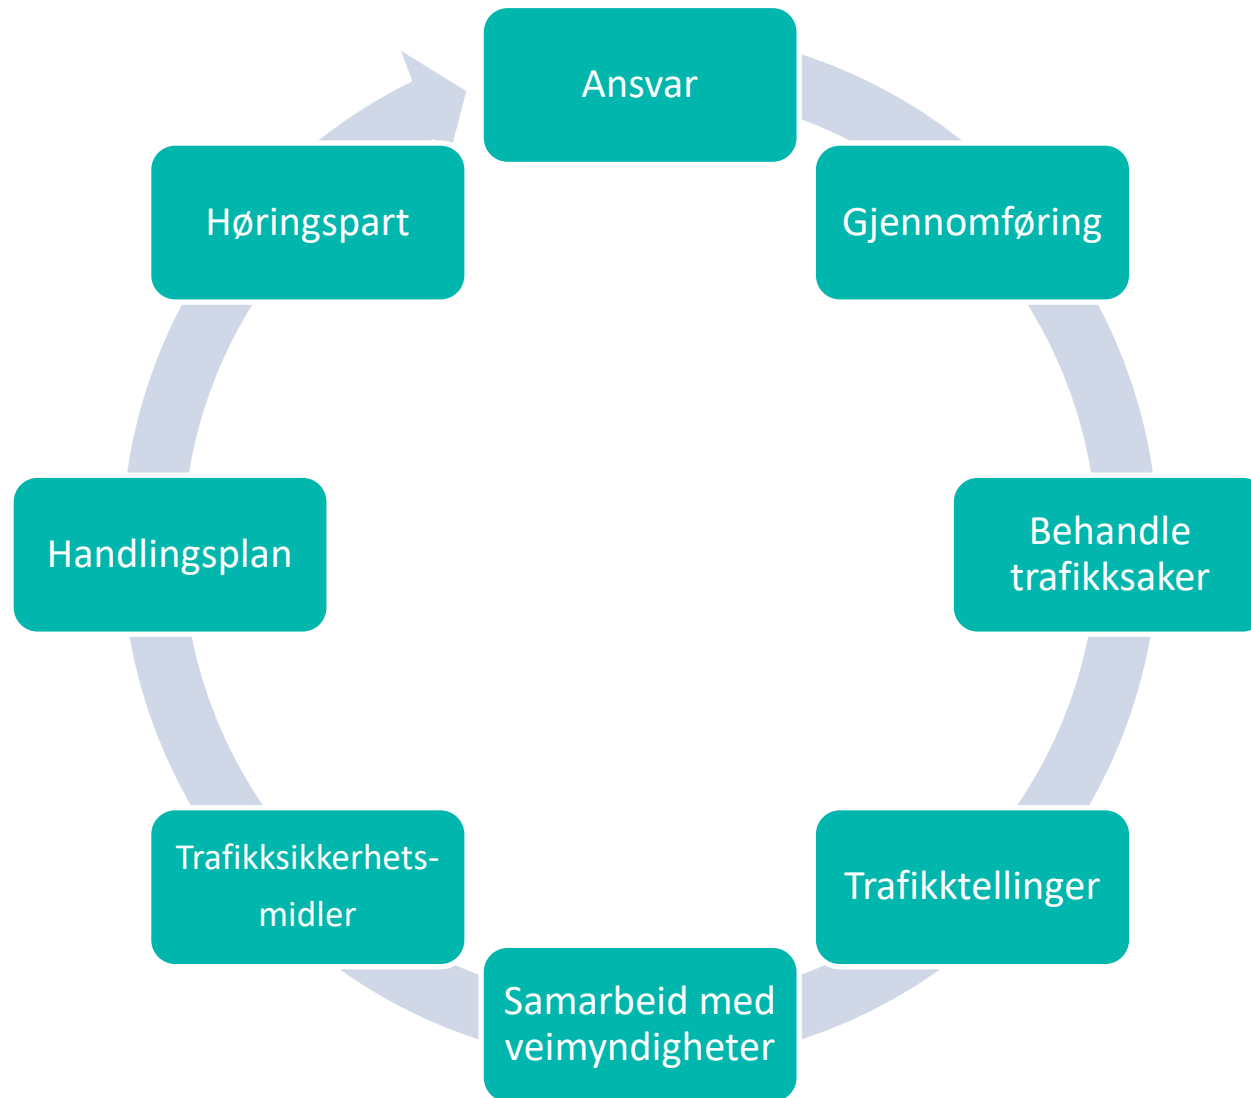 Ansvar
Gjennomføring
Behandle
trafikksaker
Trafikktellinger
Samarbeid med
veimyndigheter
Trafikksikkerhets-
midler
Handlingsplan
Høringspart